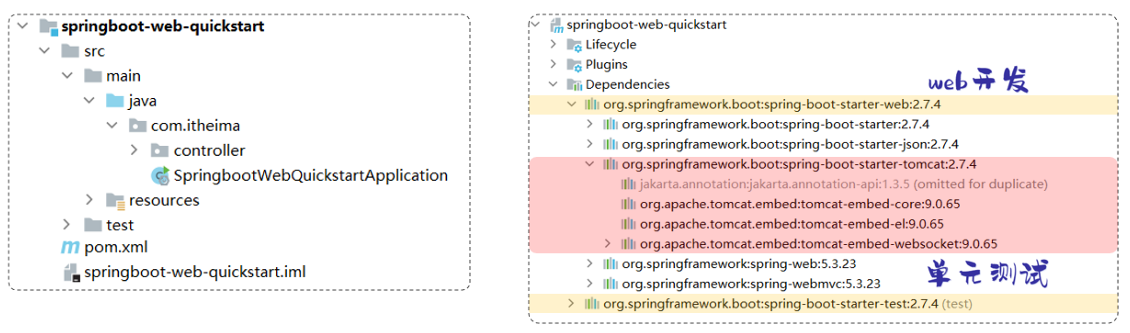 springboot-web-quickstart
src
main
java
com.itheima
controller
SpringbootWebQuickstartApplication
resources
test
pom.xml
springboot-web-quickstart.iml
springboot-web-quickstart
Lifecycle
Plugins
Dependencies
web开发
org.springframework.boot:spring-boot-starter-web:2.7.4
org.springframework.boot:spring-boot-starter:2.7.4
org.springframework.boot:spring-boot-starter-json:2.7.4
org.springframework.boot:spring-boot-starter-tomcat:2.7.4
jakarta.annotation:jakarta.annotation-api:1.3.5 (omitted for duplicate)
org.apache.tomcat.embed:tomcat-embed-core:9.0.65
org.apache.tomcat.embed:tomcat-embed-el:9.0.65
org.apache.tomcat.embed:tomcat-embed-websocket:9.0.65
org.springframework:spring-web:5.3.23
单元测试
org.springframework:spring-webmvc:5.3.23
org.springframework.boot:spring-boot-starter-test:2.7.4 (test)